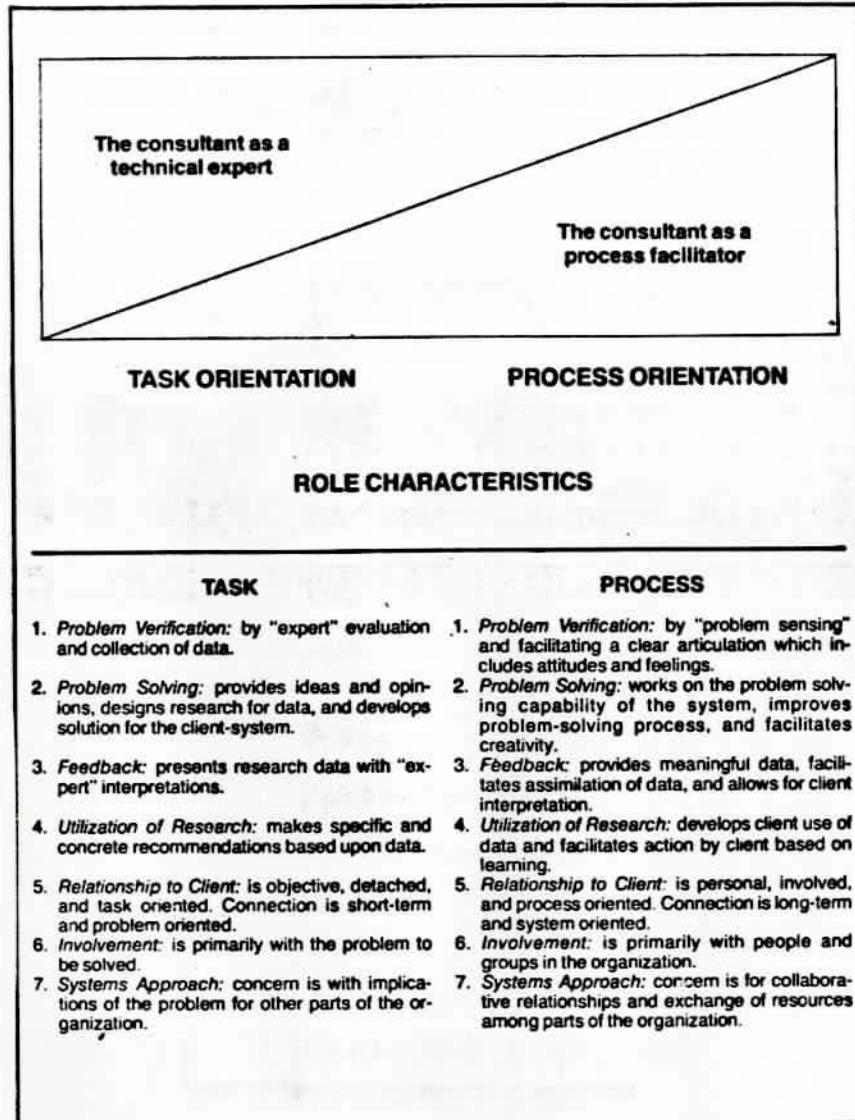 The consultant as a
technical expert
The consultant as a
process facilitator
TASK ORIENTATION
PROCESS ORIENTATION
ROLE CHARACTERISTICS
TASK
1. Problem Verification: by "expert" evaluation
and collection of data.
2. Problem Solving: provides ideas and opin-
ions, designs research for data, and develops
solution for the client-system.
3. Feedback: presents research data with "ex-
pert" interpretations.
4. Utilization of Research: makes specific and
concrete recommendations based upon data.
5. Relationship to Client: is objective, detached,
and task oriented. Connection is short-term
and problem oriented.
6. Involvement: is primarily with the problem to
be solved.
7. Systems Approach: concern is with implica-
tions of the problem for other parts of the or-
ganization.
PROCESS
1. Problem Verification: by "problem sensing"
and facilitating a clear articulation which in-
cludes attitudes and feelings.
2. Problem Solving: works on the problem solv-
ing capability of the system, improves
problem-solving process, and facilitates
creativity.
3. Feedback: provides meaningful data, facili-
tates assimilation of data, and allows for client
interpretation.
4. Utilization of Research: develops client use of
data and facilitates action by client based on
learning.
5. Relationship to Client: is personal, involved,
and process oriented. Connection is long-term
and system oriented.
6. Involvement: is primarily with people and
groups in the organization.
7. Systems Approach: concern is for collabora-
tive relationships and exchange of resources
among parts of the organization.